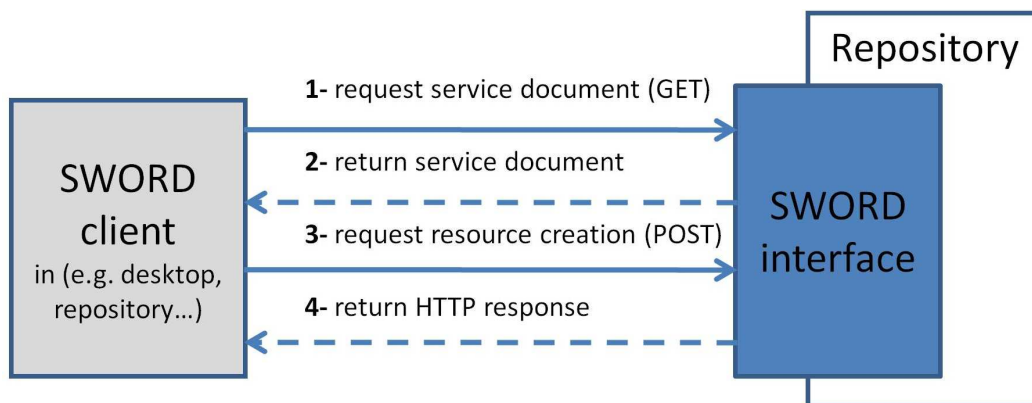 Repository
1- request service document (GET)
2- return service document
SWORD
client
in (e.g. desktop,
repository...)
3- request resource creation (POST)
SWORD
interface
4- return HTTP response